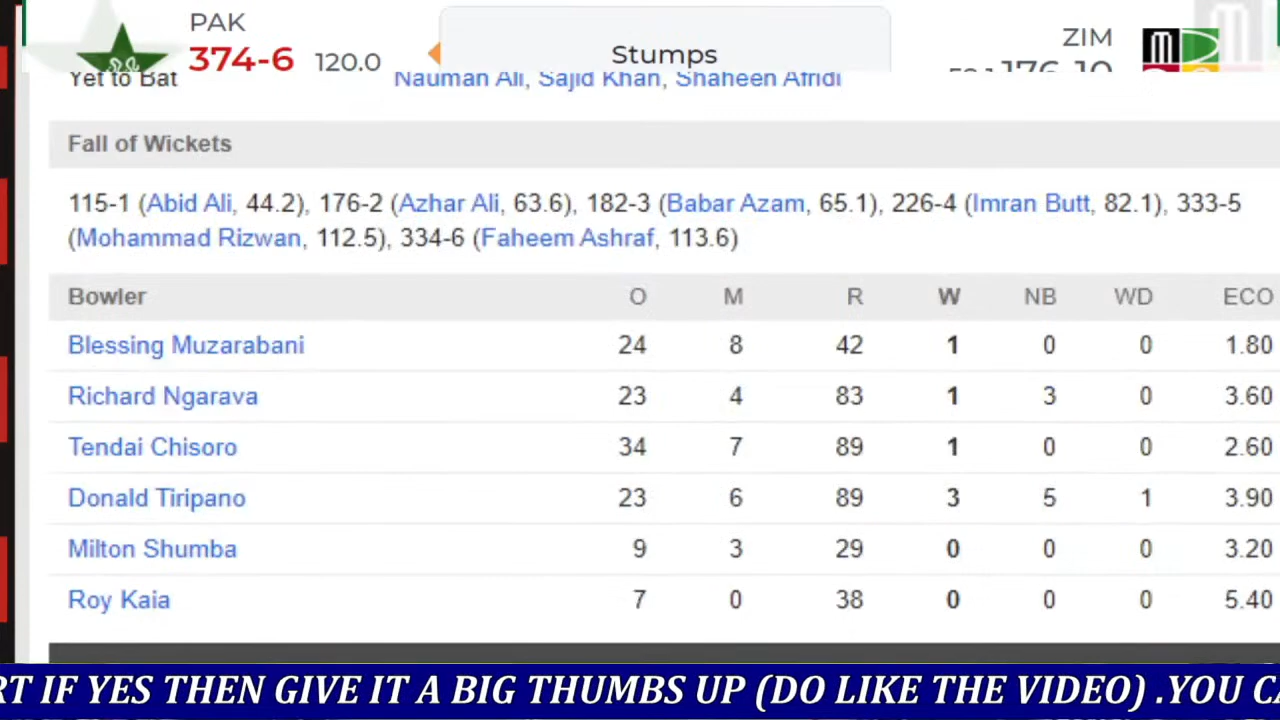 PAK
374-6 120.0
Stumps
ZIM
176-10
Yet to Bat Nauman Ali, Sajid Khan, Shaheen Afridi
Fall of Wickets
115-1 (Abid Ali, 44.2), 176-2 (Azhar Ali, 63.6), 182-3 (Babar Azam, 65.1), 226-4 (Imran Butt, 82.1), 333-5
(Mohammad Rizwan, 112.5), 334-6 (Faheem Ashraf, 113.6)
Bowler O M R W NB WD ECO
Blessing Muzarabani 24 8 42 1 0 0 1.80
Richard Ngarava 23 4 83 1 3 0 3.60
Tendai Chisoro 34 7 89 1 0 0 2.60
Donald Tiripano 23 6 89 3 5 1 3.90
Milton Shumba 9 3 29 0 0 0 3.20
Roy Kaia 7 0 38 0 0 0 5.40
RT IF YES THEN GIVE IT A BIG THUMBS UP (DO LIKE THE VIDEO) .YOU CA